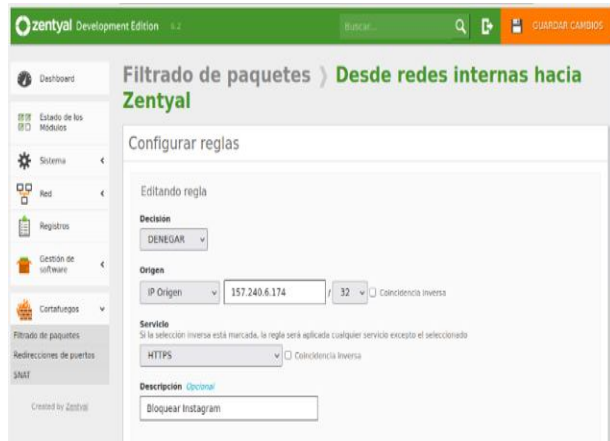 zentyal Development Edition 6.2
Buscar...
GUARDAR CAMBIOS
Dashboard
Estado de los
Módulos
Sistema
Red
Registros
Gestión de
software
Cortafuegos
Filtrado de paquetes
Redirecciones de puertos
SNAT
Created by Zentyal
Filtrado de paquetes ⟩ Desde redes internas hacia
Zentyal
Configurar reglas
Editando regla
Decisión
DENEGAR
Origen
IP Origen 157.240.6.174 / 32 Coincidencia inversa
Servicio
Si la selección inversa está marcada, la regla será aplicada cualquier servicio excepto el seleccionado
HTTPS Coincidencia inversa
Descripción Opcional
Bloquear Instagram